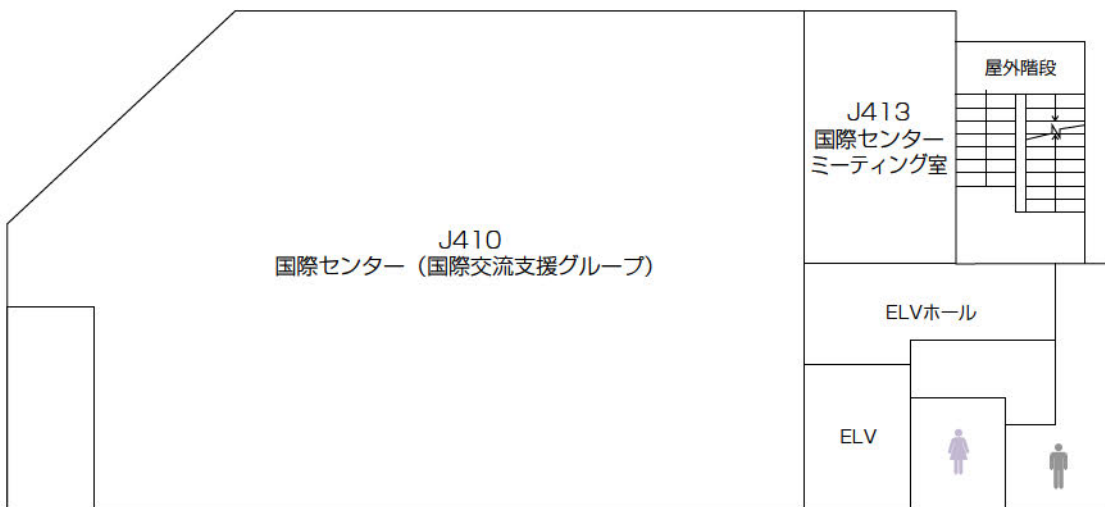 屋外階段
J413
国際センター
ミーティング室
J410
国際センター（国際交流支援グループ）
ELVホール
ELV